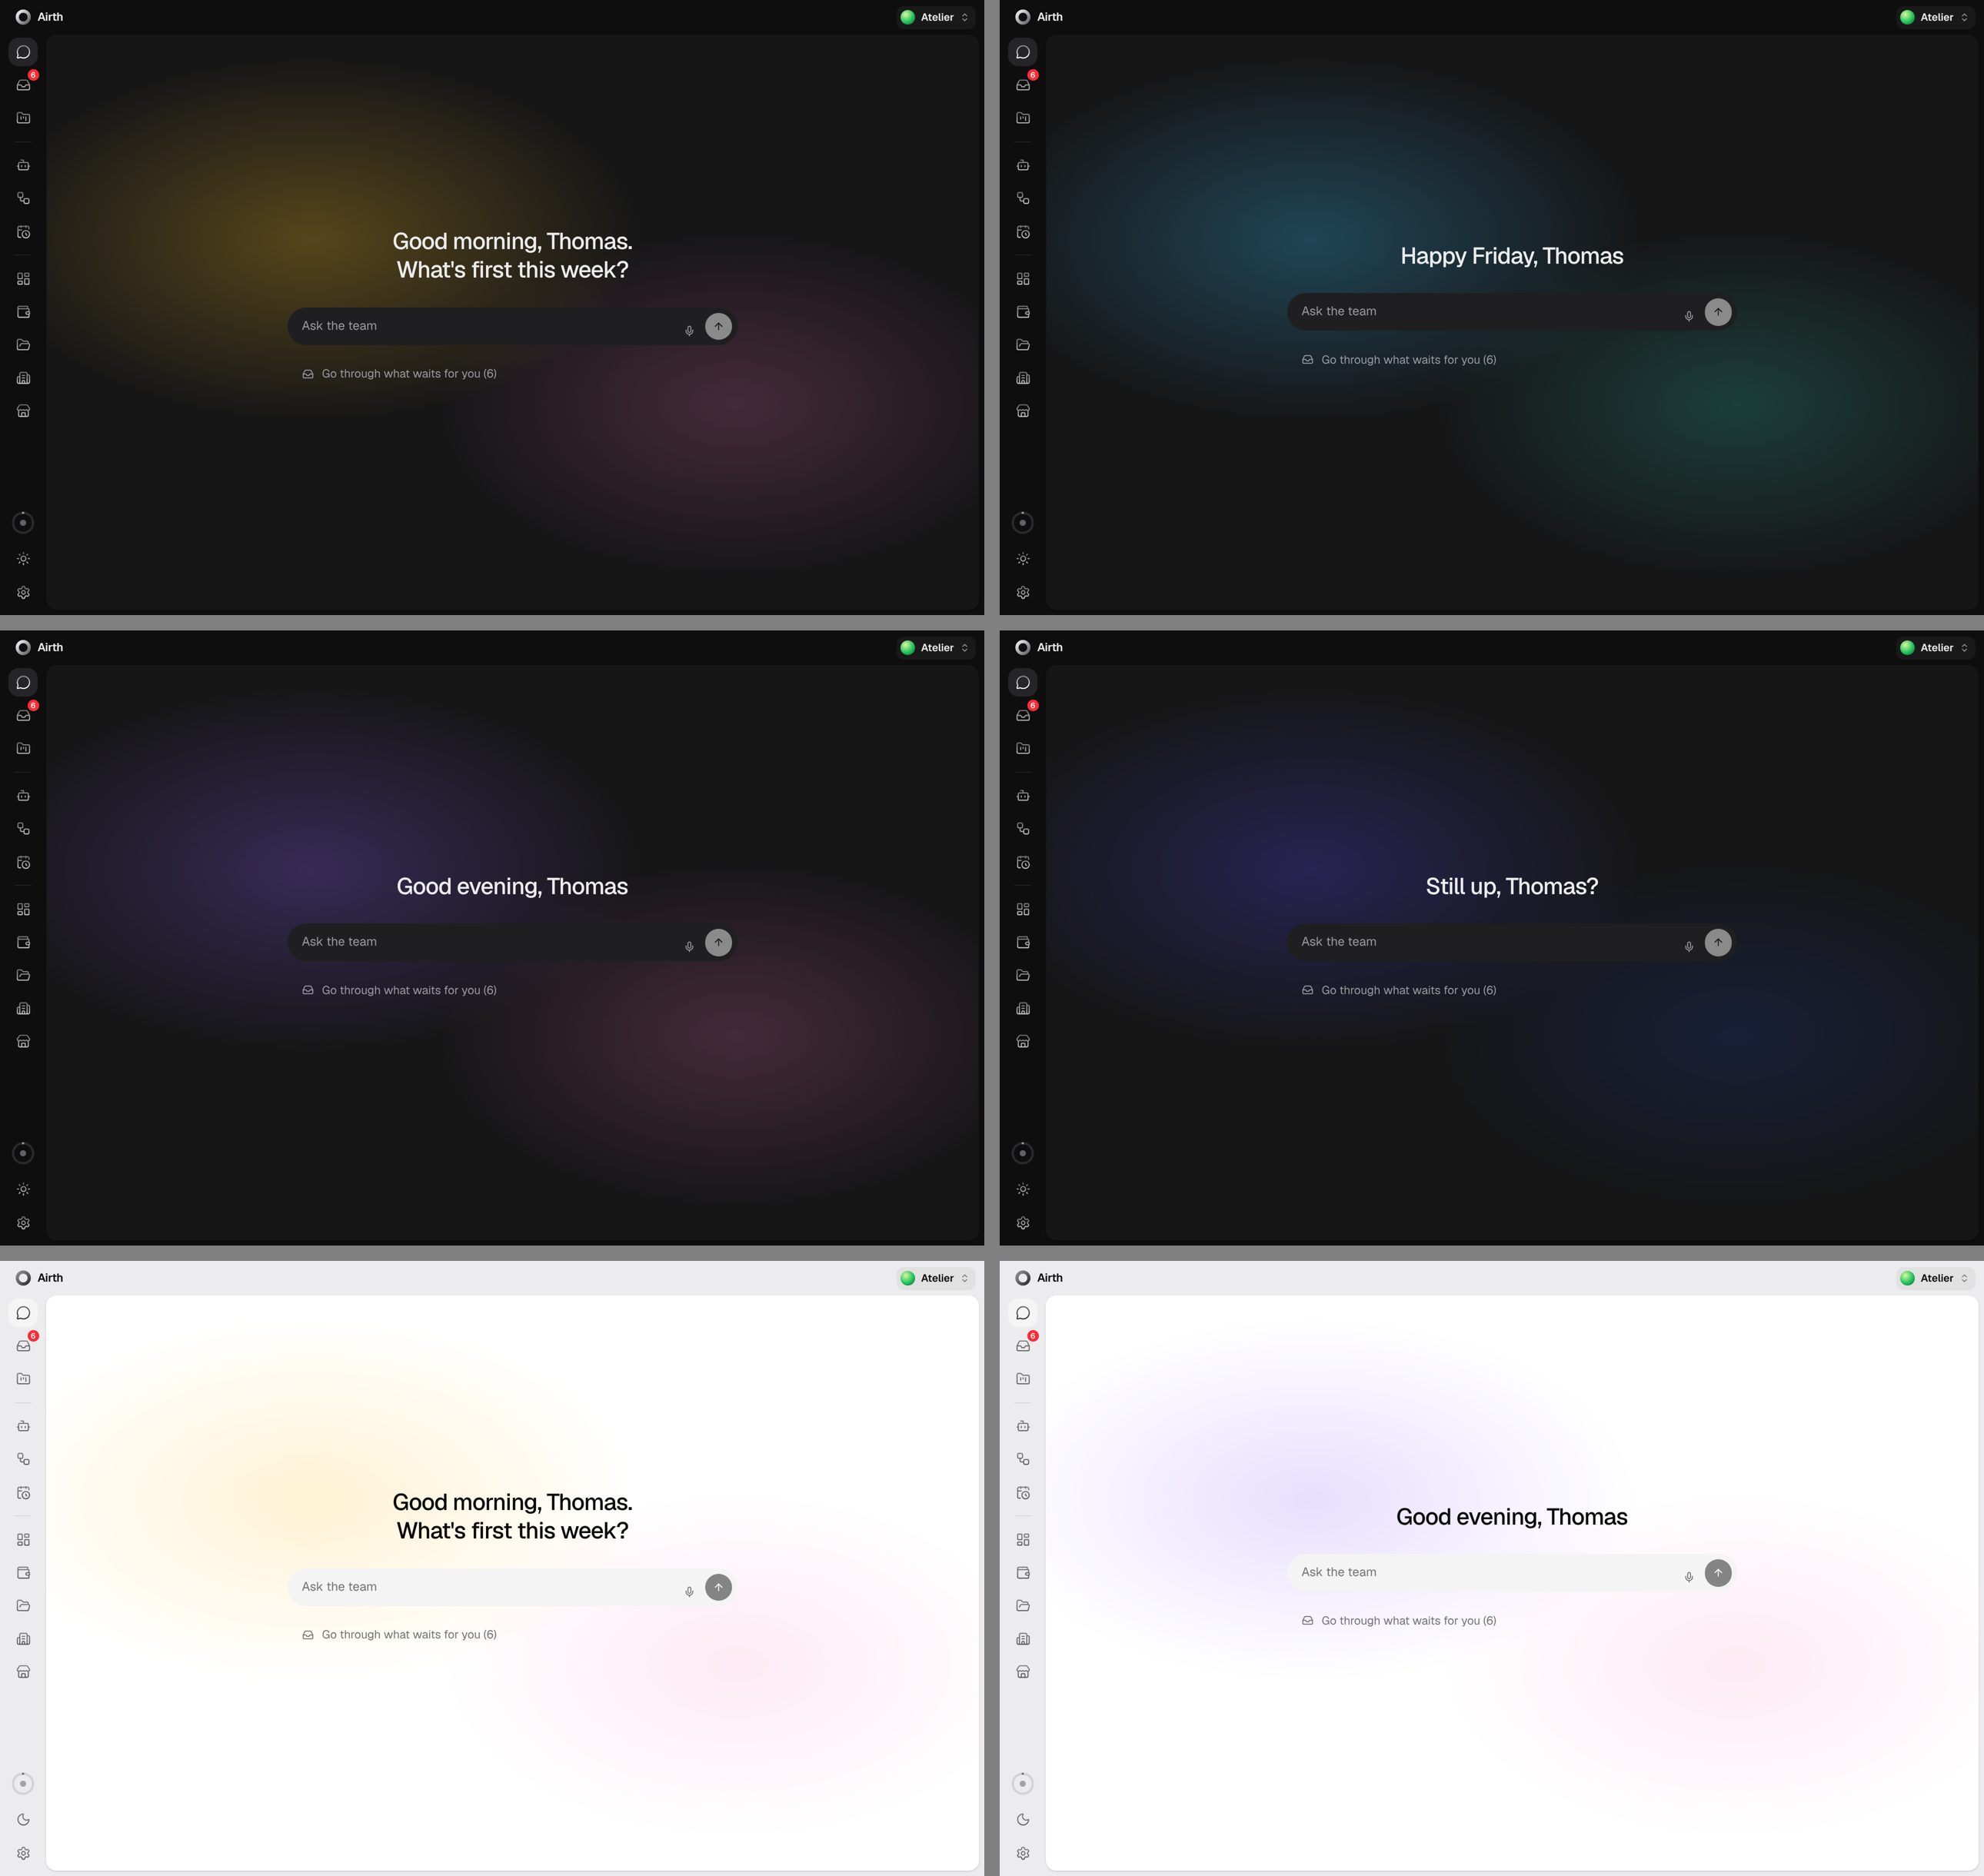 Airth
Atelier
6
Good morning, Thomas.
What's first this week?
Ask the team
Go through what waits for you (6)
Airth
Atelier
6
Happy Friday, Thomas
Ask the team
Go through what waits for you (6)
Airth
Atelier
6
Good evening, Thomas
Ask the team
Go through what waits for you (6)
Airth
Atelier
6
Still up, Thomas?
Ask the team
Go through what waits for you (6)
Airth
Atelier
6
Good morning, Thomas.
What's first this week?
Ask the team
Go through what waits for you (6)
Airth
Atelier
6
Good evening, Thomas
Ask the team
Go through what waits for you (6)